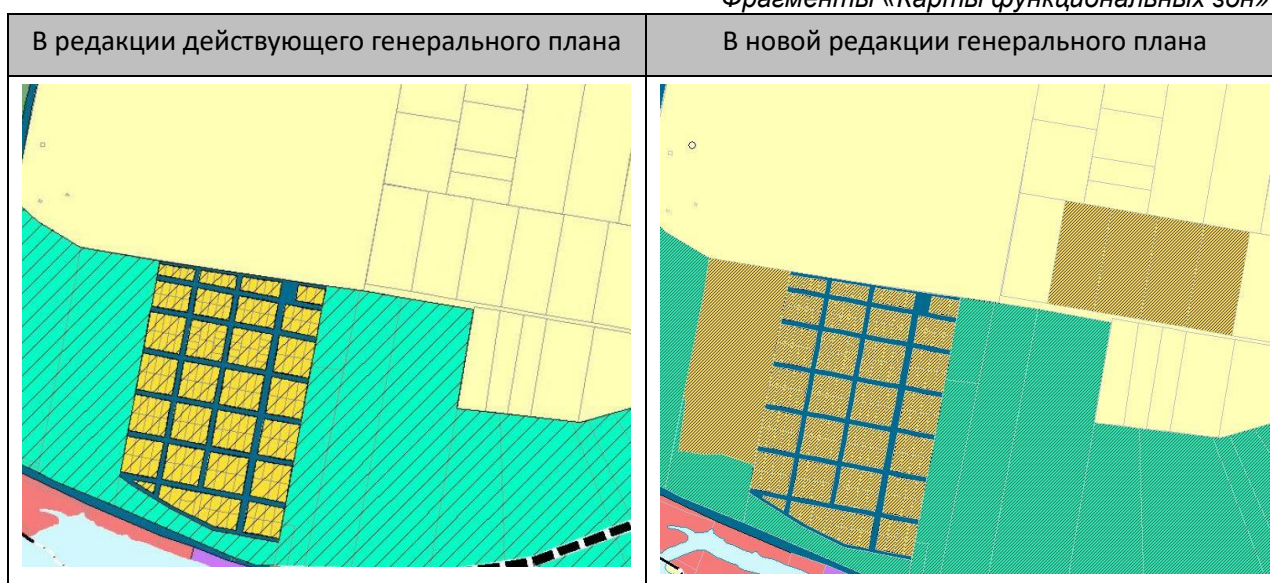 Фрагменты «Карты функциональных зон»
В редакции действующего генерального плана
В новой редакции генерального плана